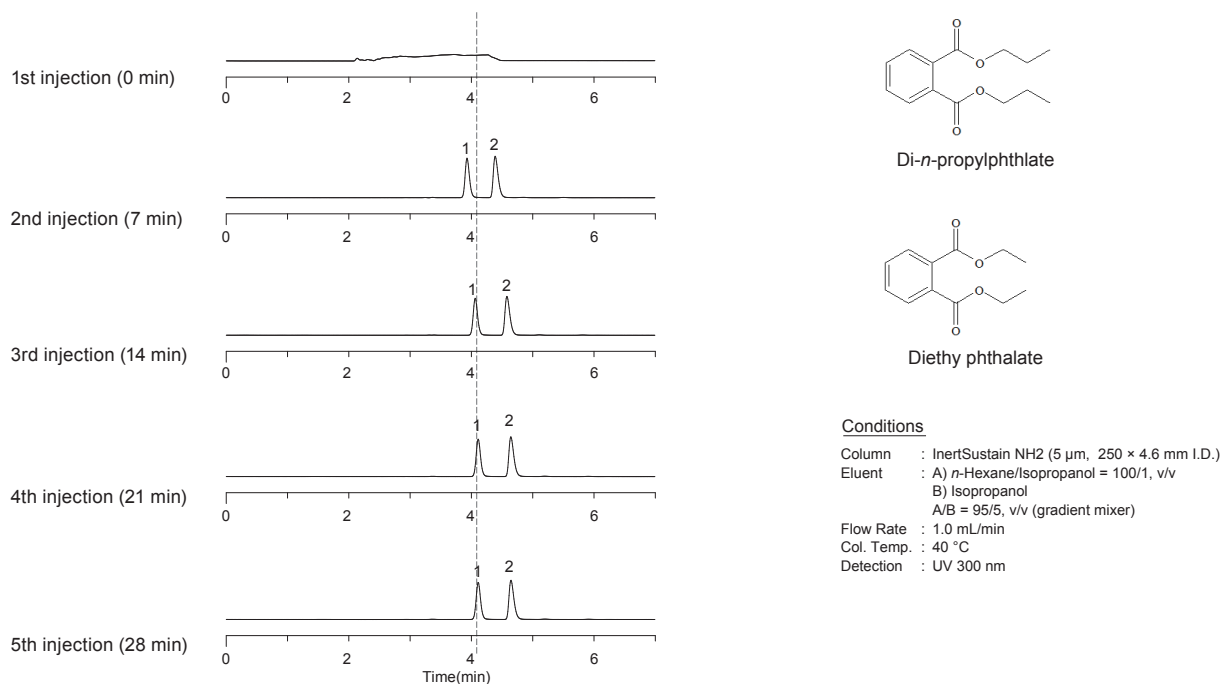 1st injection (0 min)
0 2 4 6
1 2
2nd injection (7 min)
0 2 4 6
1 2
3rd injection (14 min)
0 2 4 6
1 2
4th injection (21 min)
0 2 4 6
1 2
5th injection (28 min)
0 2 4 6
Time(min)
O
O
O
O
Di-n-propylphthlate
O
O
O
O
Diethy phthalate
Conditions
Column : InertSustain NH2 (5 μm, 250 × 4.6 mm I.D.)
Eluent : A) n-Hexane/Isopropanol = 100/1, v/v
B) Isopropanol
A/B = 95/5, v/v (gradient mixer)
Flow Rate : 1.0 mL/min
Col. Temp. : 40 °C
Detection : UV 300 nm